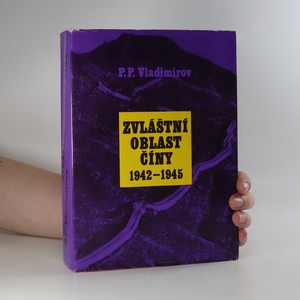 P. P. Vladimirov
ZVLÁŠTNÍ
OBLAST
ČÍNY
1942–1945